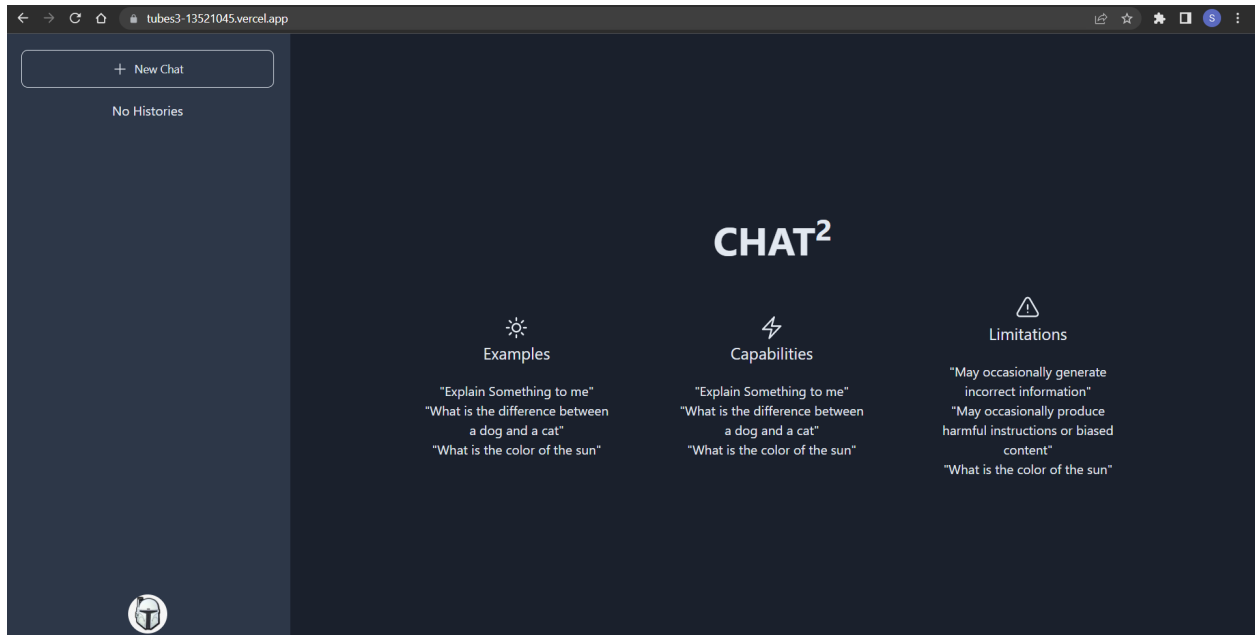 tubes3-13521045.vercel.app
S
New Chat
No Histories
CHAT²
Examples
"Explain Something to me"
"What is the difference between
a dog and a cat"
"What is the color of the sun"
Capabilities
"Explain Something to me"
"What is the difference between
a dog and a cat"
"What is the color of the sun"
Limitations
"May occasionally generate
incorrect information"
"May occasionally produce
harmful instructions or biased
content"
"What is the color of the sun"